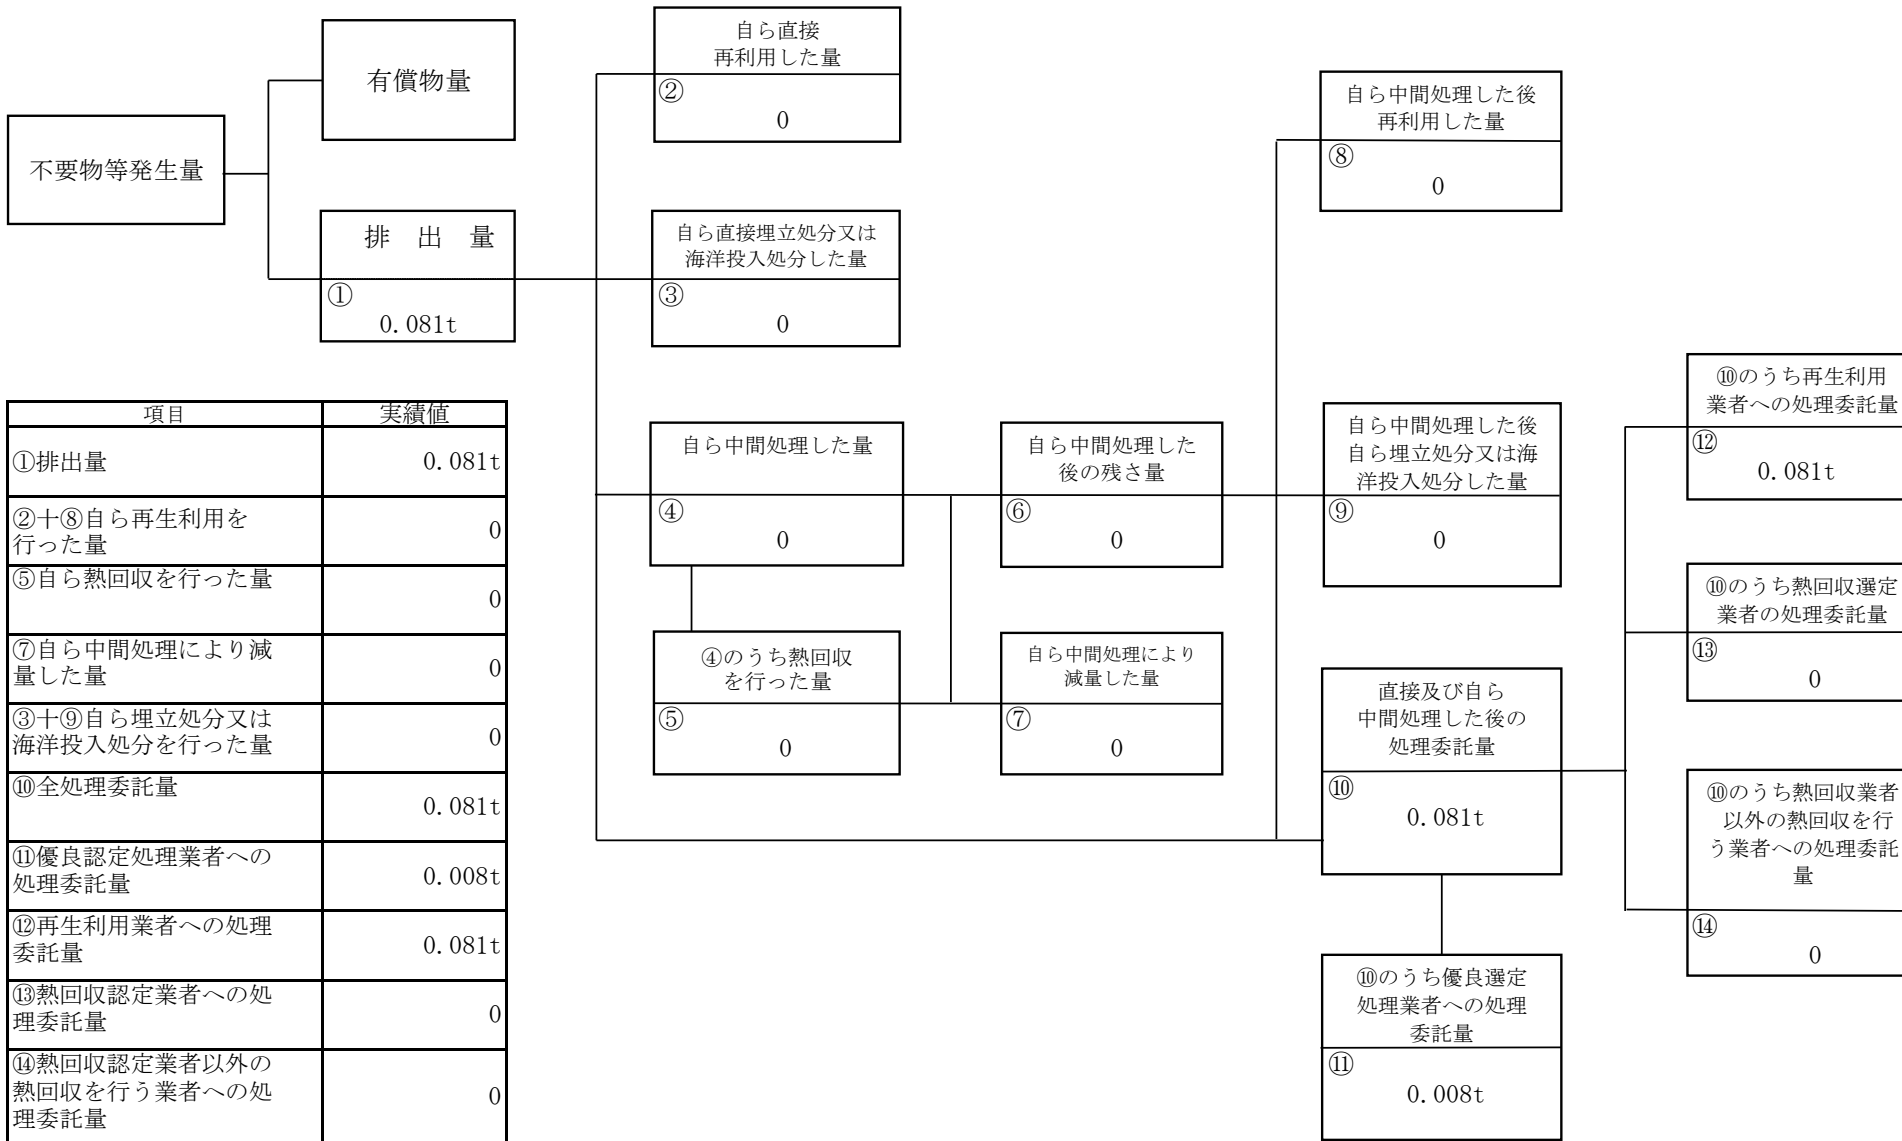 不要物等発生量
有償物量
排　出　量
①
0.081t
自ら直接
再利用した量
②
0
自ら直接埋立処分又は
海洋投入処分した量
③
0
自ら中間処理した量
④
0
④のうち熱回収
を行った量
⑤
0
自ら中間処理した
後の残さ量
⑥
0
自ら中間処理により
減量した量
⑦
0
自ら中間処理した後
再利用した量
⑧
0
自ら中間処理した後
自ら埋立処分又は海
洋投入処分した量
⑨
0
直接及び自ら
中間処理した後の
処理委託量
⑩
0.081t
⑩のうち優良選定
処理業者への処理
委託量
⑪
0.008t
⑩のうち再生利用
業者への処理委託量
⑫
0.081t
⑩のうち熱回収選定
業者の処理委託量
⑬
0
⑩のうち熱回収業者
以外の熱回収を行
う業者への処理委託
量
⑭
0
項目 実績値
①排出量 0.081t
②十⑧自ら再生利用を
行った量 0
⑤自ら熱回収を行った量
0
⑦自ら中間処理により減
量した量 0
③十⑨自ら埋立処分又は
海洋投入処分を行った量 0
⑩全処理委託量
0.081t
⑪優良認定処理業者への
処理委託量 0.008t
⑫再生利用業者への処理
委託量 0.081t
⑬熱回収認定業者への処
理委託量 0
⑭熱回収認定業者以外の
熱回収を行う業者への処 0
理委託量